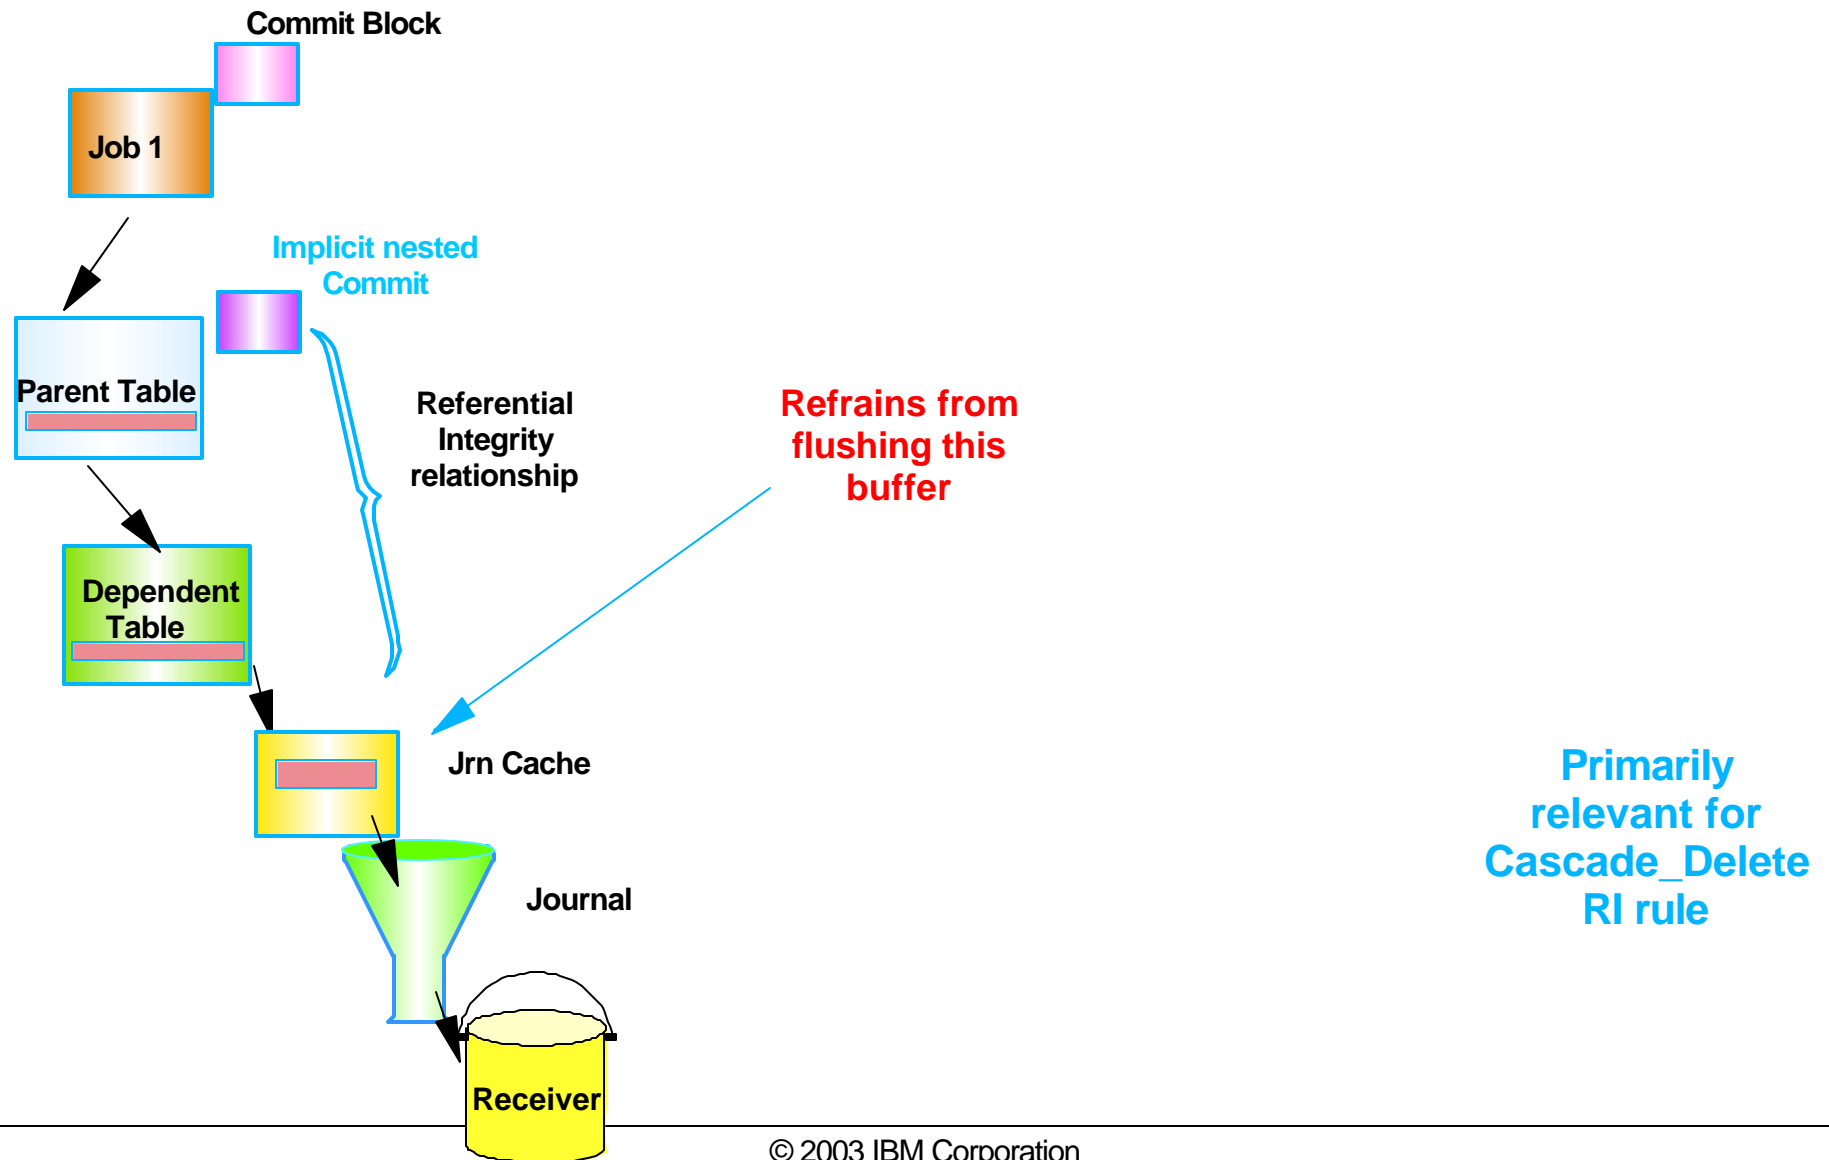 Commit Block
Job 1
Implicit nested
Commit
Parent Table
Referential
Integrity
relationship
Refrains from
flushing this
buffer
Dependent
Table
Jrn Cache
Primarily
relevant for
Cascade_Delete
RI rule
Journal
Receiver
© 2003 IBM Corporation